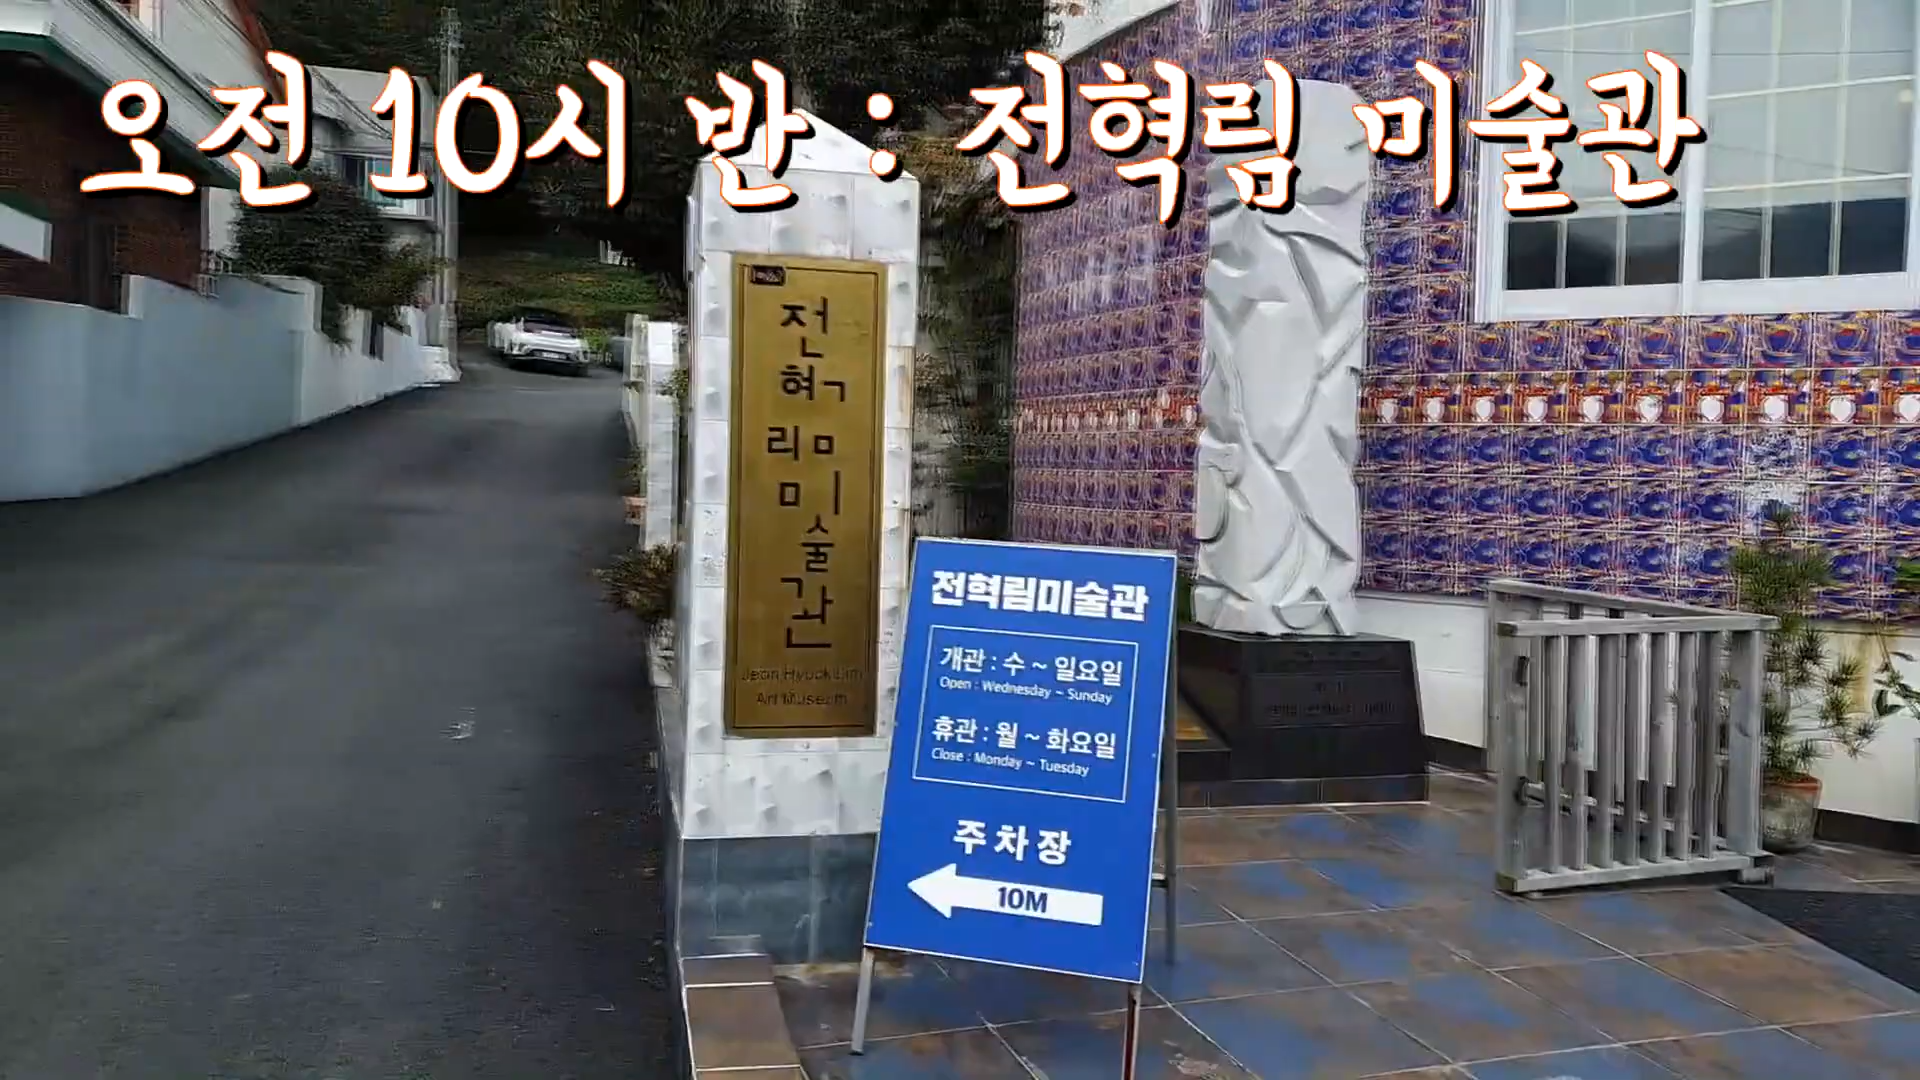 오전 10시 반 : 전혁림 미술관
전혁림미술관
Jeon Hyuck Lim
Art Museum
전혁림미술관
개관 : 수 ~ 일요일
Open : Wednesday ~ Sunday
휴관 : 월 ~ 화요일
Close : Monday ~ Tuesday
주차장
10M